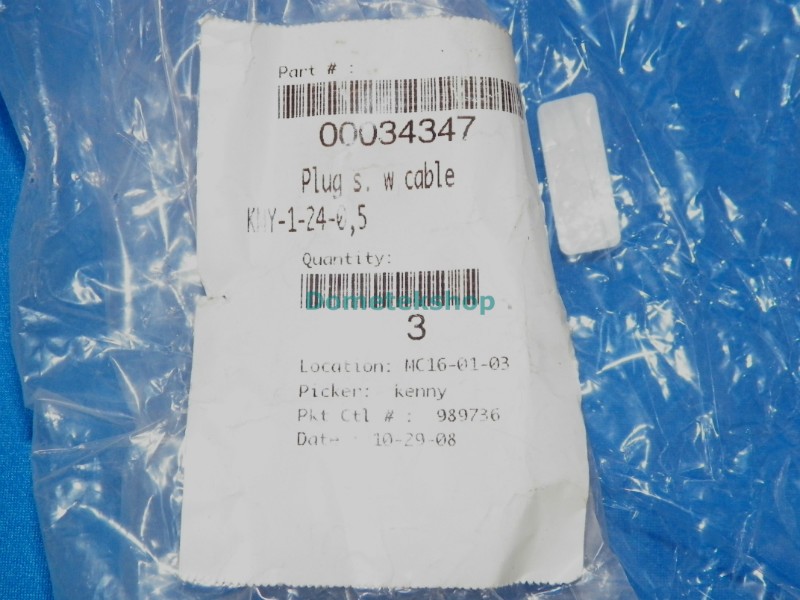 Part # :
00034347
Plug s. w cable
KMY-1-24-0,5
Quantity:
Dometekshop
3
Location: MC16-01-03
Picker: kenny
Pkt Ctl # : 989736
Date : 10-29-08